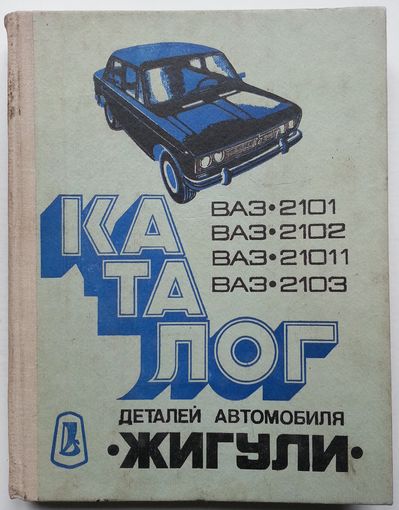 ВАЗ•2101
ВАЗ•2102
ВАЗ•21011
ВАЗ•2103
КА
ТА
ЛОГ
ДЕТАЛЕЙ АВТОМОБИЛЯ
•ЖИГУЛИ•